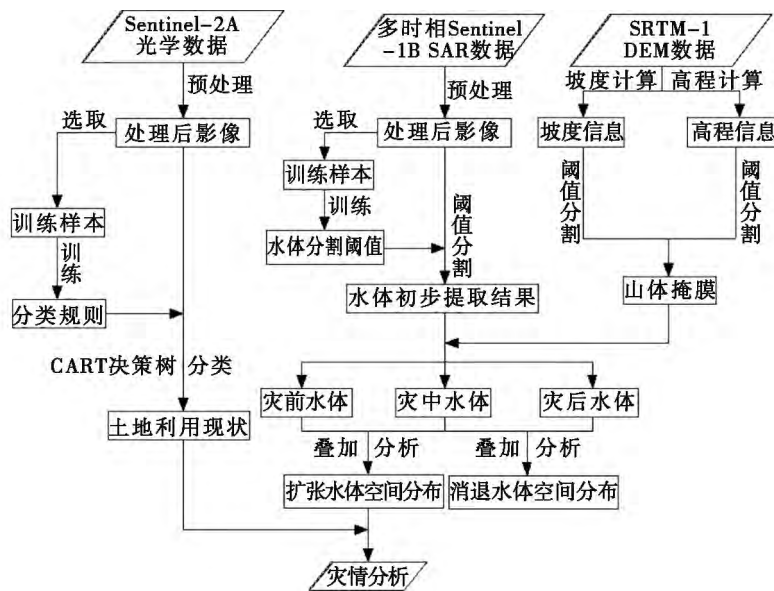 Sentinel-2A
光学数据
多时相Sentinel
-1B SAR数据
SRTM-1
DEM数据
预处理
预处理
坡度计算
高程计算
选取
处理后影像
选取
处理后影像
坡度信息
高程信息
训练样本
训练
阈值分割
阈值分割
阈值分割
训练样本
训练
水体分割阈值
分类规则
水体初步提取结果
山体掩膜
CART决策树
分类
灾前水体
灾中水体
灾后水体
土地利用现状
叠加
分析
叠加
分析
扩张水体空间分布
消退水体空间分布
灾情分析